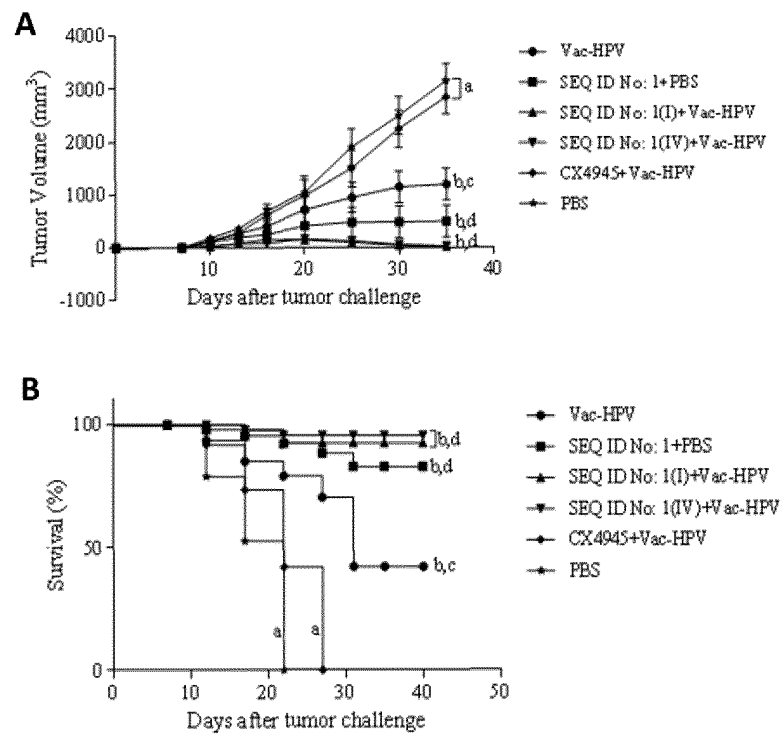 A
Tumor Volume (mm3)
4000
3000
2000
1000
0
-1000
10
20
30
40
Days after tumor challenge
a
b,c
b,d
b,d
Vac-HPV
SEQ ID No: 1+PBS
SEQ ID No: 1(I)+Vac-HPV
SEQ ID No: 1(IV)+Vac-HPV
CX4945+Vac-HPV
PBS
B
Survival (%)
100
50
0
0
10
20
30
40
50
Days after tumor challenge
b,d
b,d
b,c
a
a
Vac-HPV
SEQ ID No: 1+PBS
SEQ ID No: 1(I)+Vac-HPV
SEQ ID No: 1(IV)+Vac-HPV
CX4945+Vac-HPV
PBS